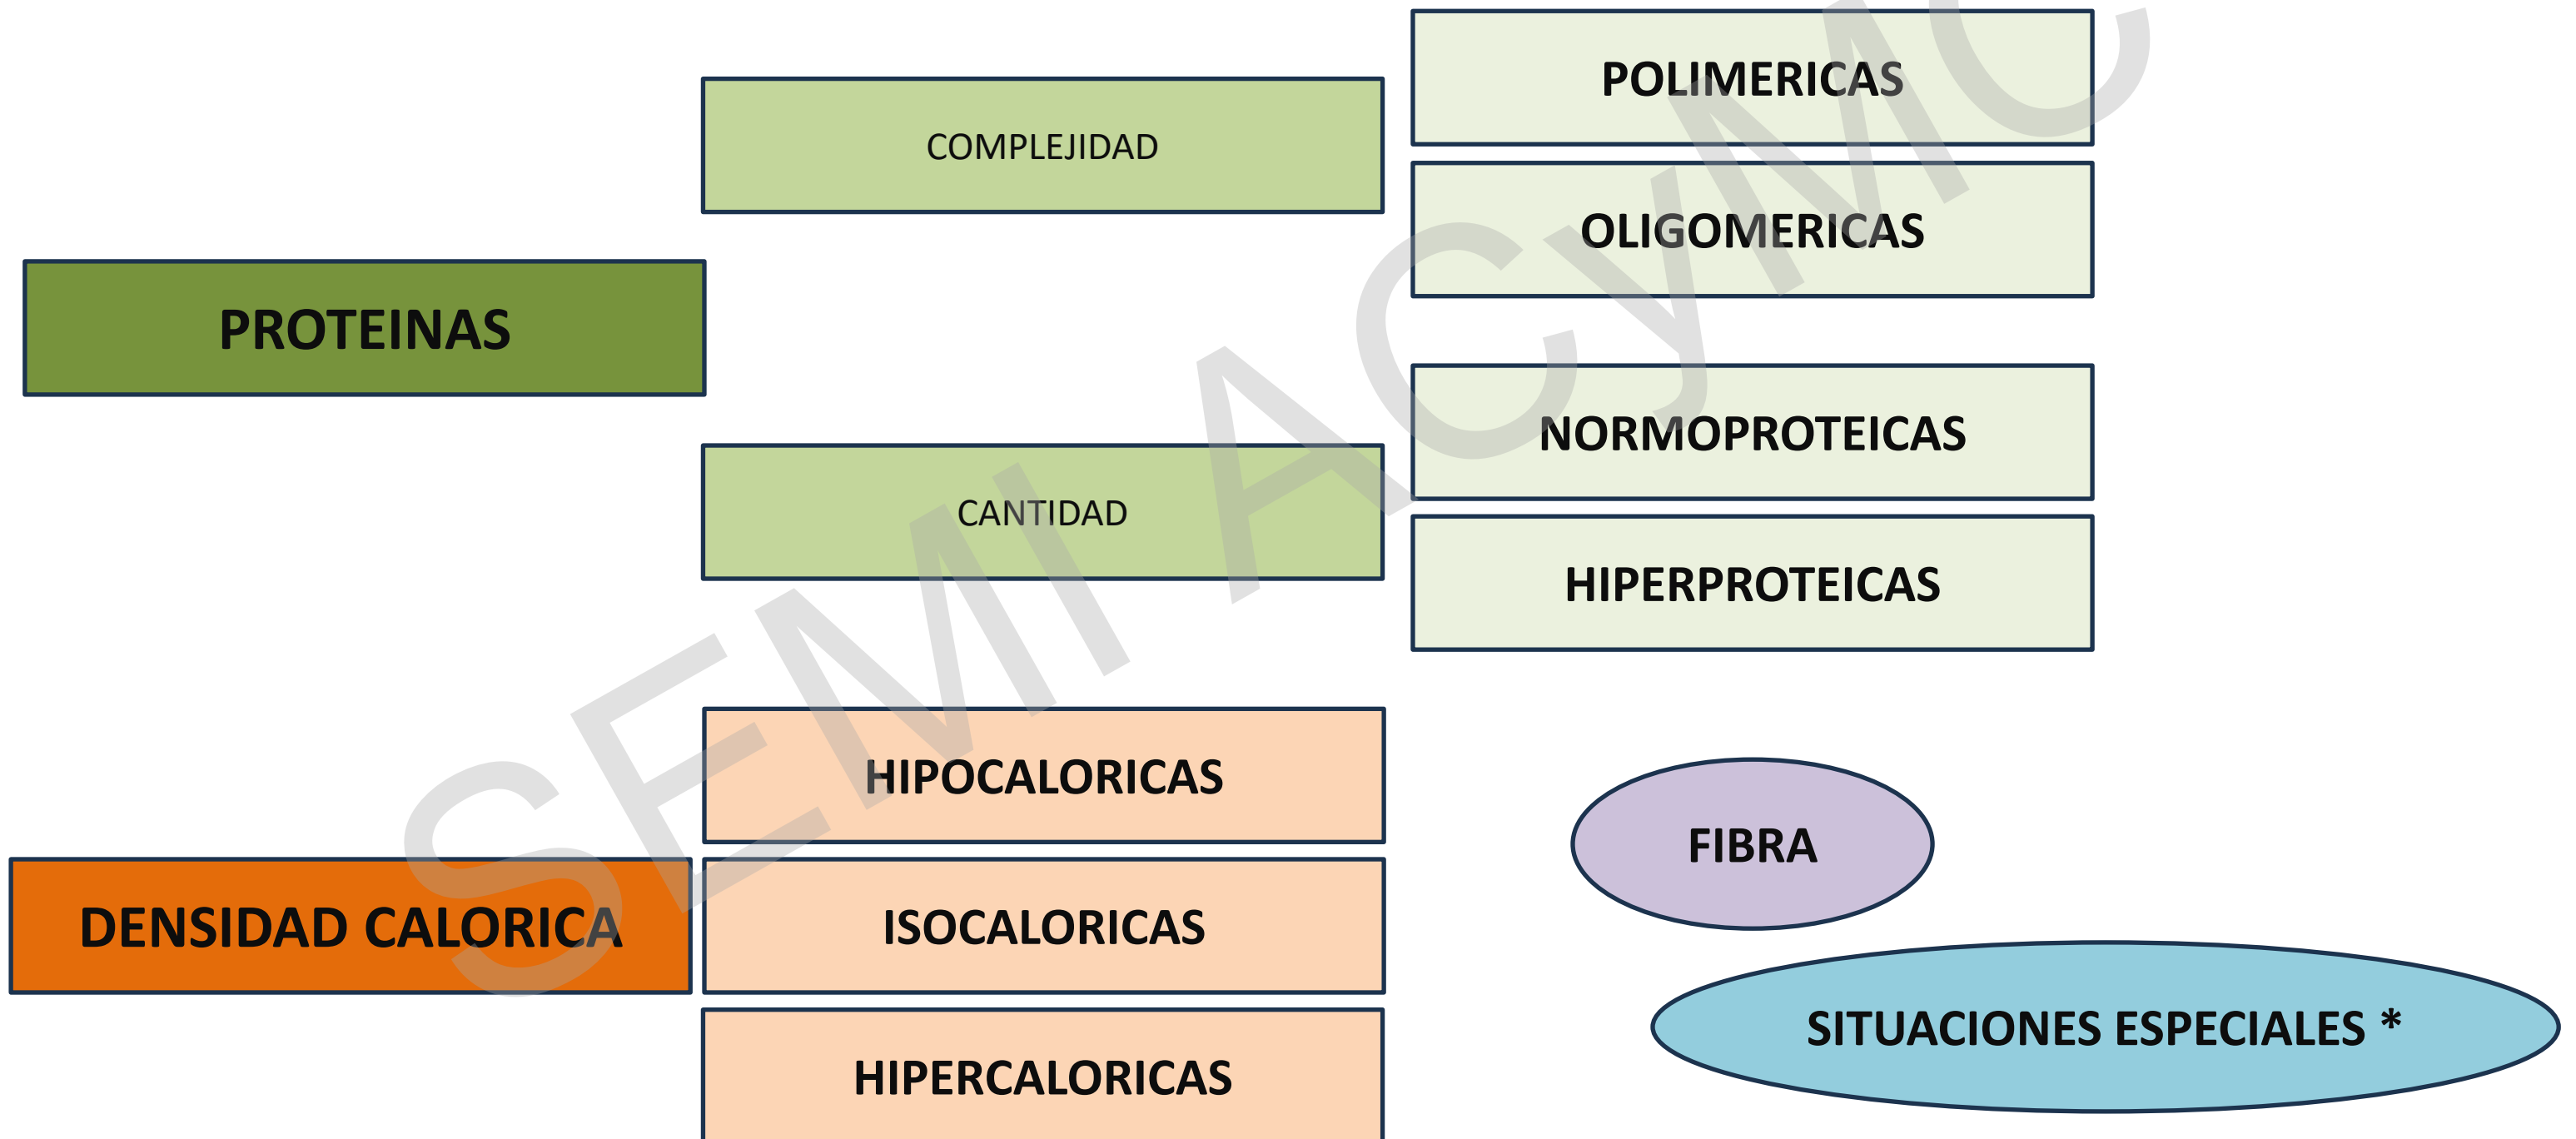 POLIMERICAS
COMPLEJIDAD
OLIGOMERICAS
PROTEINAS
NORMOPROTEICAS
CANTIDAD
HIPERPROTEICAS
HIPOCALORICAS
FIBRA
DENSIDAD CALORICA
ISOCALORICAS
SITUACIONES ESPECIALES *
HIPERCALORICAS
SEMI ACyMC